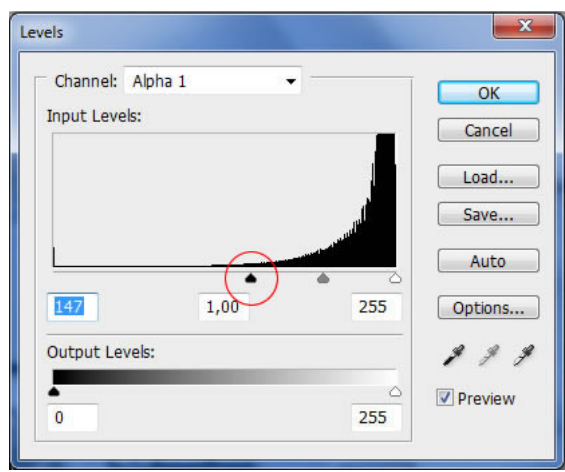 Levels
Channel: Alpha 1
Input Levels:
147 1,00 255
Output Levels:
0 255
OK
Cancel
Load...
Save...
Auto
Options...
Preview